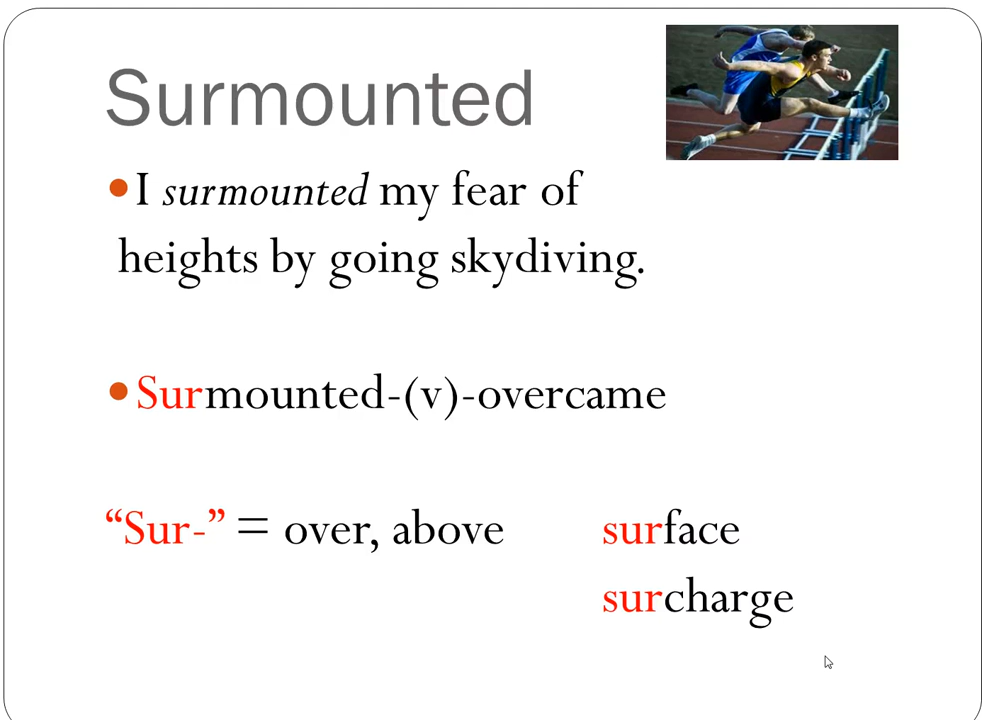 Surmounted
•I surmounted my fear of
heights by going skydiving.
•Surmounted-(v)-overcame
“Sur-” = over, above surface
surcharge